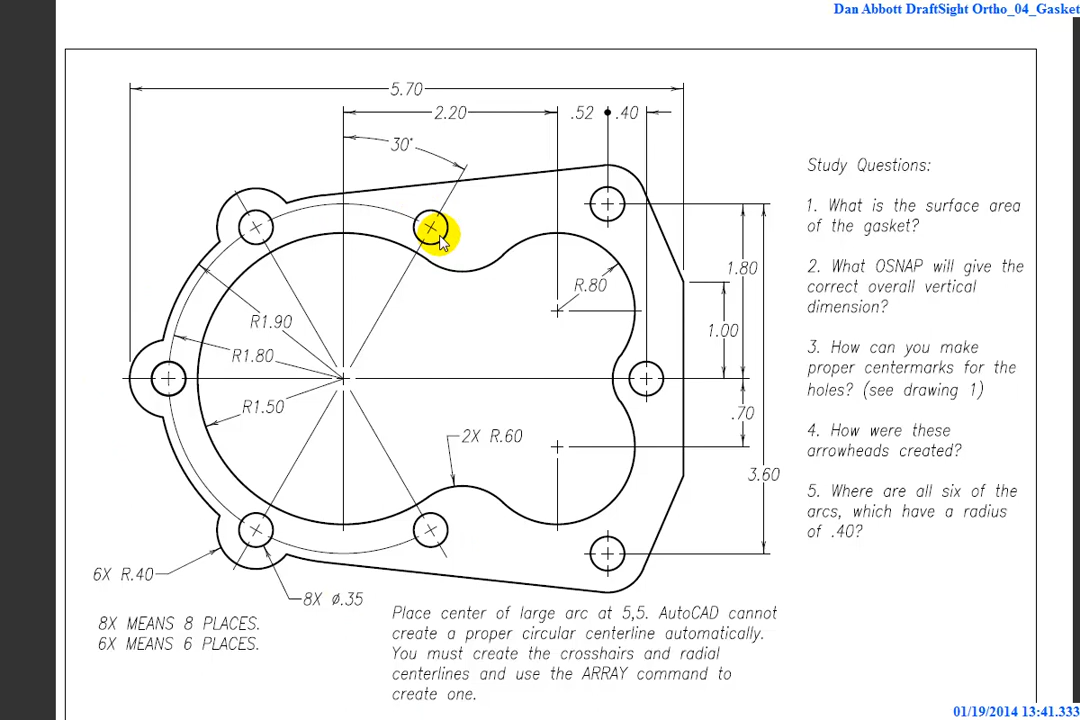 Dan Abbott DraftSight Ortho_04_Gasket
5.70
2.20
.52
.40
30°
Study Questions:
1. What is the surface area
of the gasket?
2. What OSNAP will give the
correct overall vertical
dimension?
3. How can you make
proper centermarks for the
holes? (see drawing 1)
4. How were these
arrowheads created?
5. Where are all six of the
arcs, which have a radius
of .40?
1.80
R.80
R1.90
1.00
R1.80
R1.50
.70
2X R.60
3.60
6X R.40
8X Ø.35
8X MEANS 8 PLACES.
6X MEANS 6 PLACES.
Place center of large arc at 5,5. AutoCAD cannot
create a proper circular centerline automatically.
You must create the crosshairs and radial
centerlines and use the ARRAY command to
create one.
01/19/2014 13:41.333